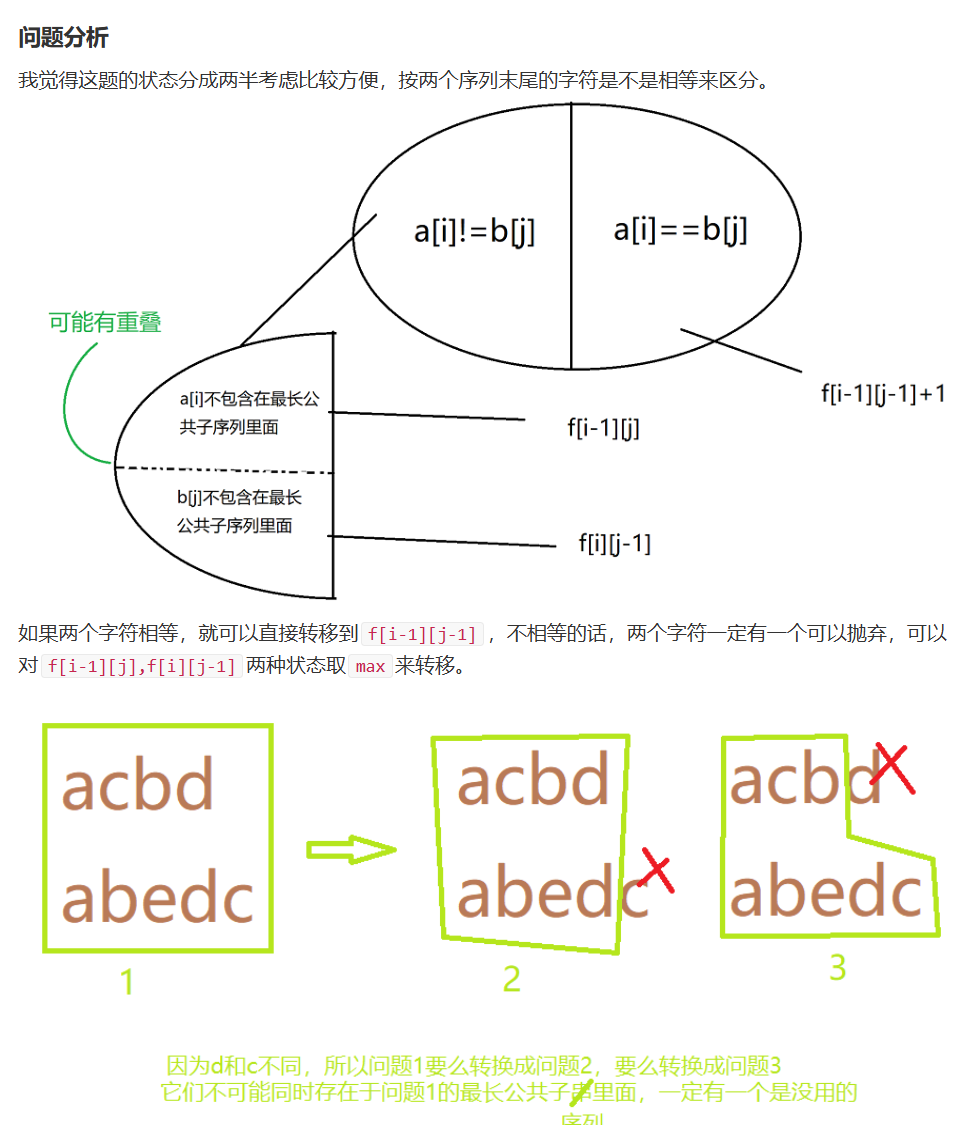 问题分析
我觉得这题的状态分成两半考虑比较方便，按两个序列末尾的字符是不是相等来区分。
a[i]!=b[j]
a[i]==b[j]
可能有重叠
f[i-1][j-1]+1
a[i]不包含在最长公
共子序列里面
f[i-1][j]
b[j]不包含在最长
公共子序列里面
f[i][j-1]
如果两个字符相等，就可以直接转移到 f[i-1][j-1] ，不相等的话，两个字符一定有一个可以抛弃，可以
对 f[i-1][j],f[i][j-1] 两种状态取 max 来转移。
acbd
abedc
1
acbd
abedc
2
acbd
abedc
3
因为d和c不同，所以问题1要么转换成问题2，要么转换成问题3
它们不可能同时存在于问题1的最长公共子串里面，一定有一个是没用的
序列